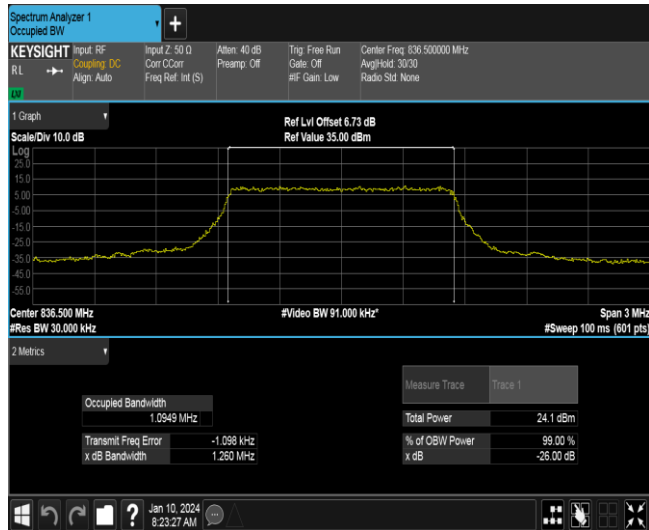 Spectrum Analyzer 1
Occupied BW
+
KEYSIGHT
RL
LXI
Input: RF
Coupling: DC
Align: Auto
Input Z: 50 Ω
Corr CCorr
Freq Ref: Int (S)
Atten: 40 dB
Preamp: Off
Trig: Free Run
Gate: Off
#IF Gain: Low
Center Freq: 836.500000 MHz
Avg|Hold: 30/30
Radio Std: None
1 Graph
Scale/Div 10.0 dB
Ref Lvl Offset 6.73 dB
Ref Value 35.00 dBm
Log
25.0
15.0
5.00
-5.00
-15.0
-25.0
-35.0
-45.0
-55.0
Center 836.500 MHz
#Res BW 30.000 kHz
#Video BW 91.000 kHz*
Span 3 MHz
#Sweep 100 ms (601 pts)
2 Metrics
Measure Trace Trace 1
Occupied Bandwidth
1.0949 MHz
Total Power 24.1 dBm
Transmit Freq Error -1.098 kHz
% of OBW Power 99.00 %
x dB Bandwidth 1.260 MHz
x dB -26.00 dB
?
Jan 10, 2024
8:23:27 AM